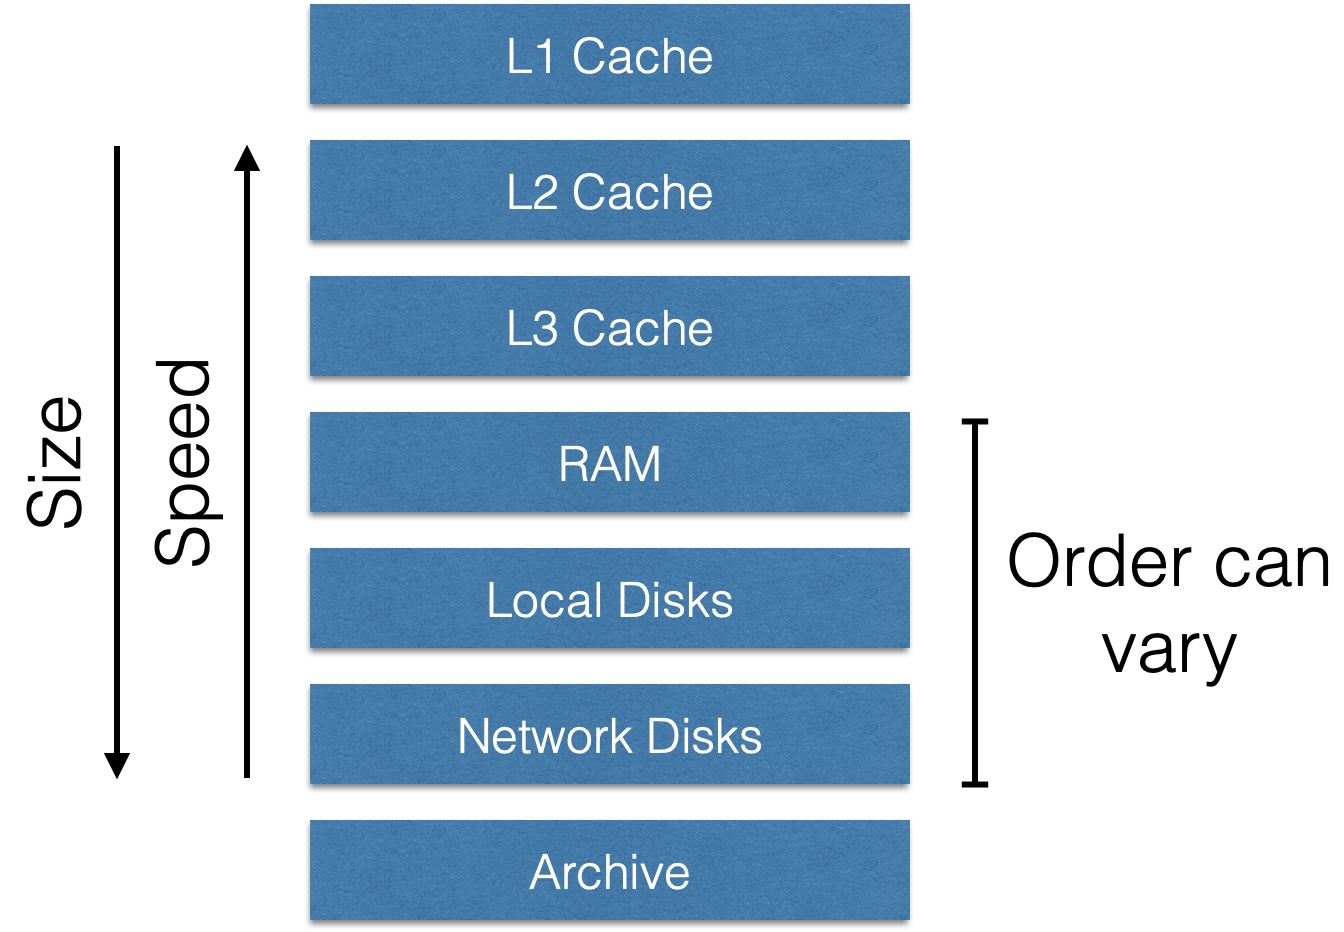 L1 Cache
L2 Cache
L3 Cache
RAM
Local Disks
Network Disks
Archive
Size
Speed
Order can
vary